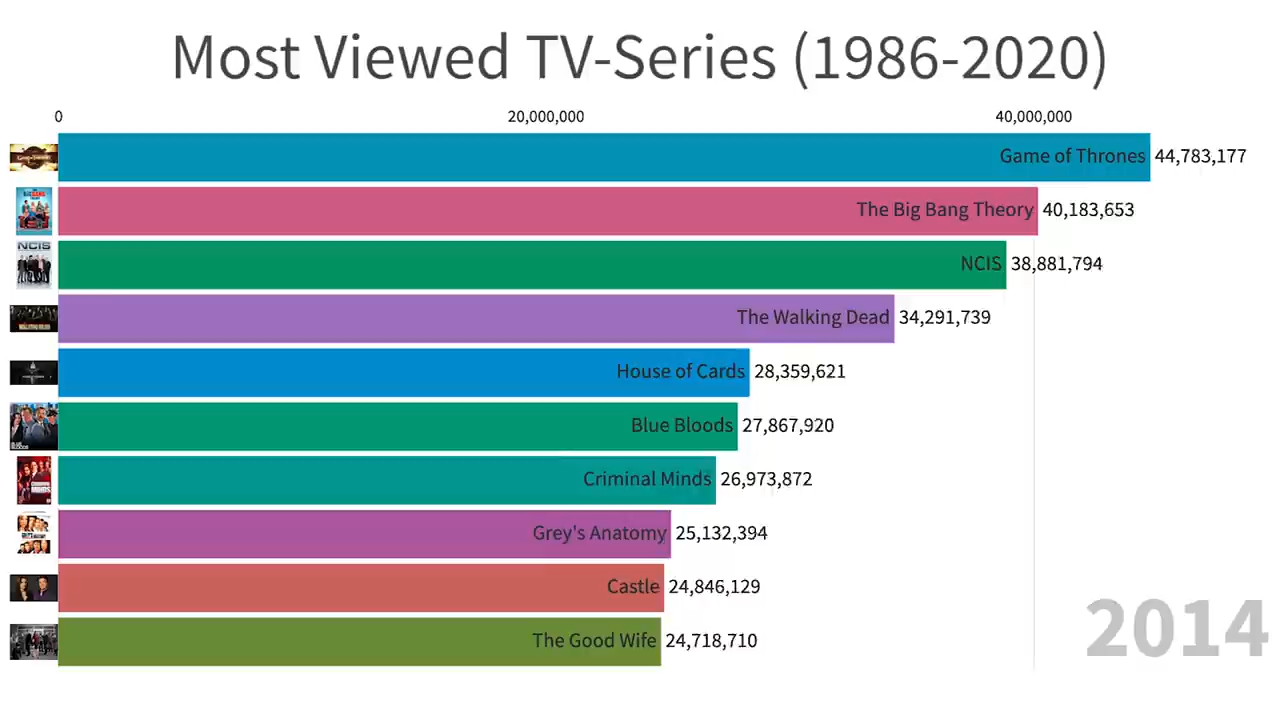 Most Viewed TV-Series (1986-2020)
0 20,000,000 40,000,000
Game of Thrones 44,783,177
The Big Bang Theory 40,183,653
NCIS
NCIS 38,881,794
The Walking Dead 34,291,739
House of Cards 28,359,621
Blue Bloods 27,867,920
Criminal Minds 26,973,872
Grey's Anatomy 25,132,394
Castle 24,846,129
The Good Wife 24,718,710
2014